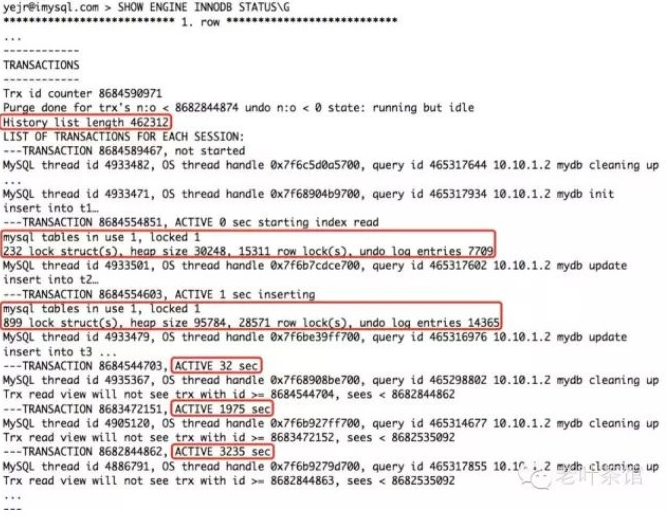 yejr@imysql.com > SHOW ENGINE INNODB STATUS\G
*************************** 1. row ***************************
...
------------
TRANSACTIONS
------------
Trx id counter 8684590971
Purge done for trx's n:o < 8682844874 undo n:o < 0 state: running but idle
History list length 462312
LIST OF TRANSACTIONS FOR EACH SESSION:
---TRANSACTION 8684589467, not started
MySQL thread id 4933482, OS thread handle 0x7f6c5d0a5700, query id 465317644 10.10.1.2 mydb cleaning up
...
MySQL thread id 4933471, OS thread handle 0x7f68904b9700, query id 465317934 10.10.1.2 mydb init
insert into t1…
---TRANSACTION 8684554851, ACTIVE 0 sec starting index read
mysql tables in use 1, locked 1
232 lock struct(s), heap size 30248, 15311 row lock(s), undo log entries 7709
MySQL thread id 4933501, OS thread handle 0x7f6b7cdce700, query id 465317602 10.10.1.2 mydb update
insert into t2…
---TRANSACTION 8684554603, ACTIVE 1 sec inserting
mysql tables in use 1, locked 1
899 lock struct(s), heap size 95784, 28571 row lock(s), undo log entries 14365
MySQL thread id 4933479, OS thread handle 0x7f6be39ff700, query id 465316976 10.10.1.2 mydb update
insert into t3 ...
---TRANSACTION 8684544703, ACTIVE 32 sec
MySQL thread id 4935367, OS thread handle 0x7f68908be700, query id 465298802 10.10.1.2 mydb cleaning up
Trx read view will not see trx with id >= 8684544704, sees < 8682844862
---TRANSACTION 8683472151, ACTIVE 1975 sec
MySQL thread id 4905120, OS thread handle 0x7f6b927ff700, query id 465314677 10.10.1.2 mydb cleaning up
Trx read view will not see trx with id >= 8683472152, sees < 8682535092
---TRANSACTION 8682844862, ACTIVE 3235 sec
MySQL thread id 4886791, OS thread handle 0x7f6b9279d700, query id 465317855 10.10.1.2 mydb cleaning up
Trx read view will not see trx with id >= 8682844863, sees < 8682535092
老叶茶馆
...
---